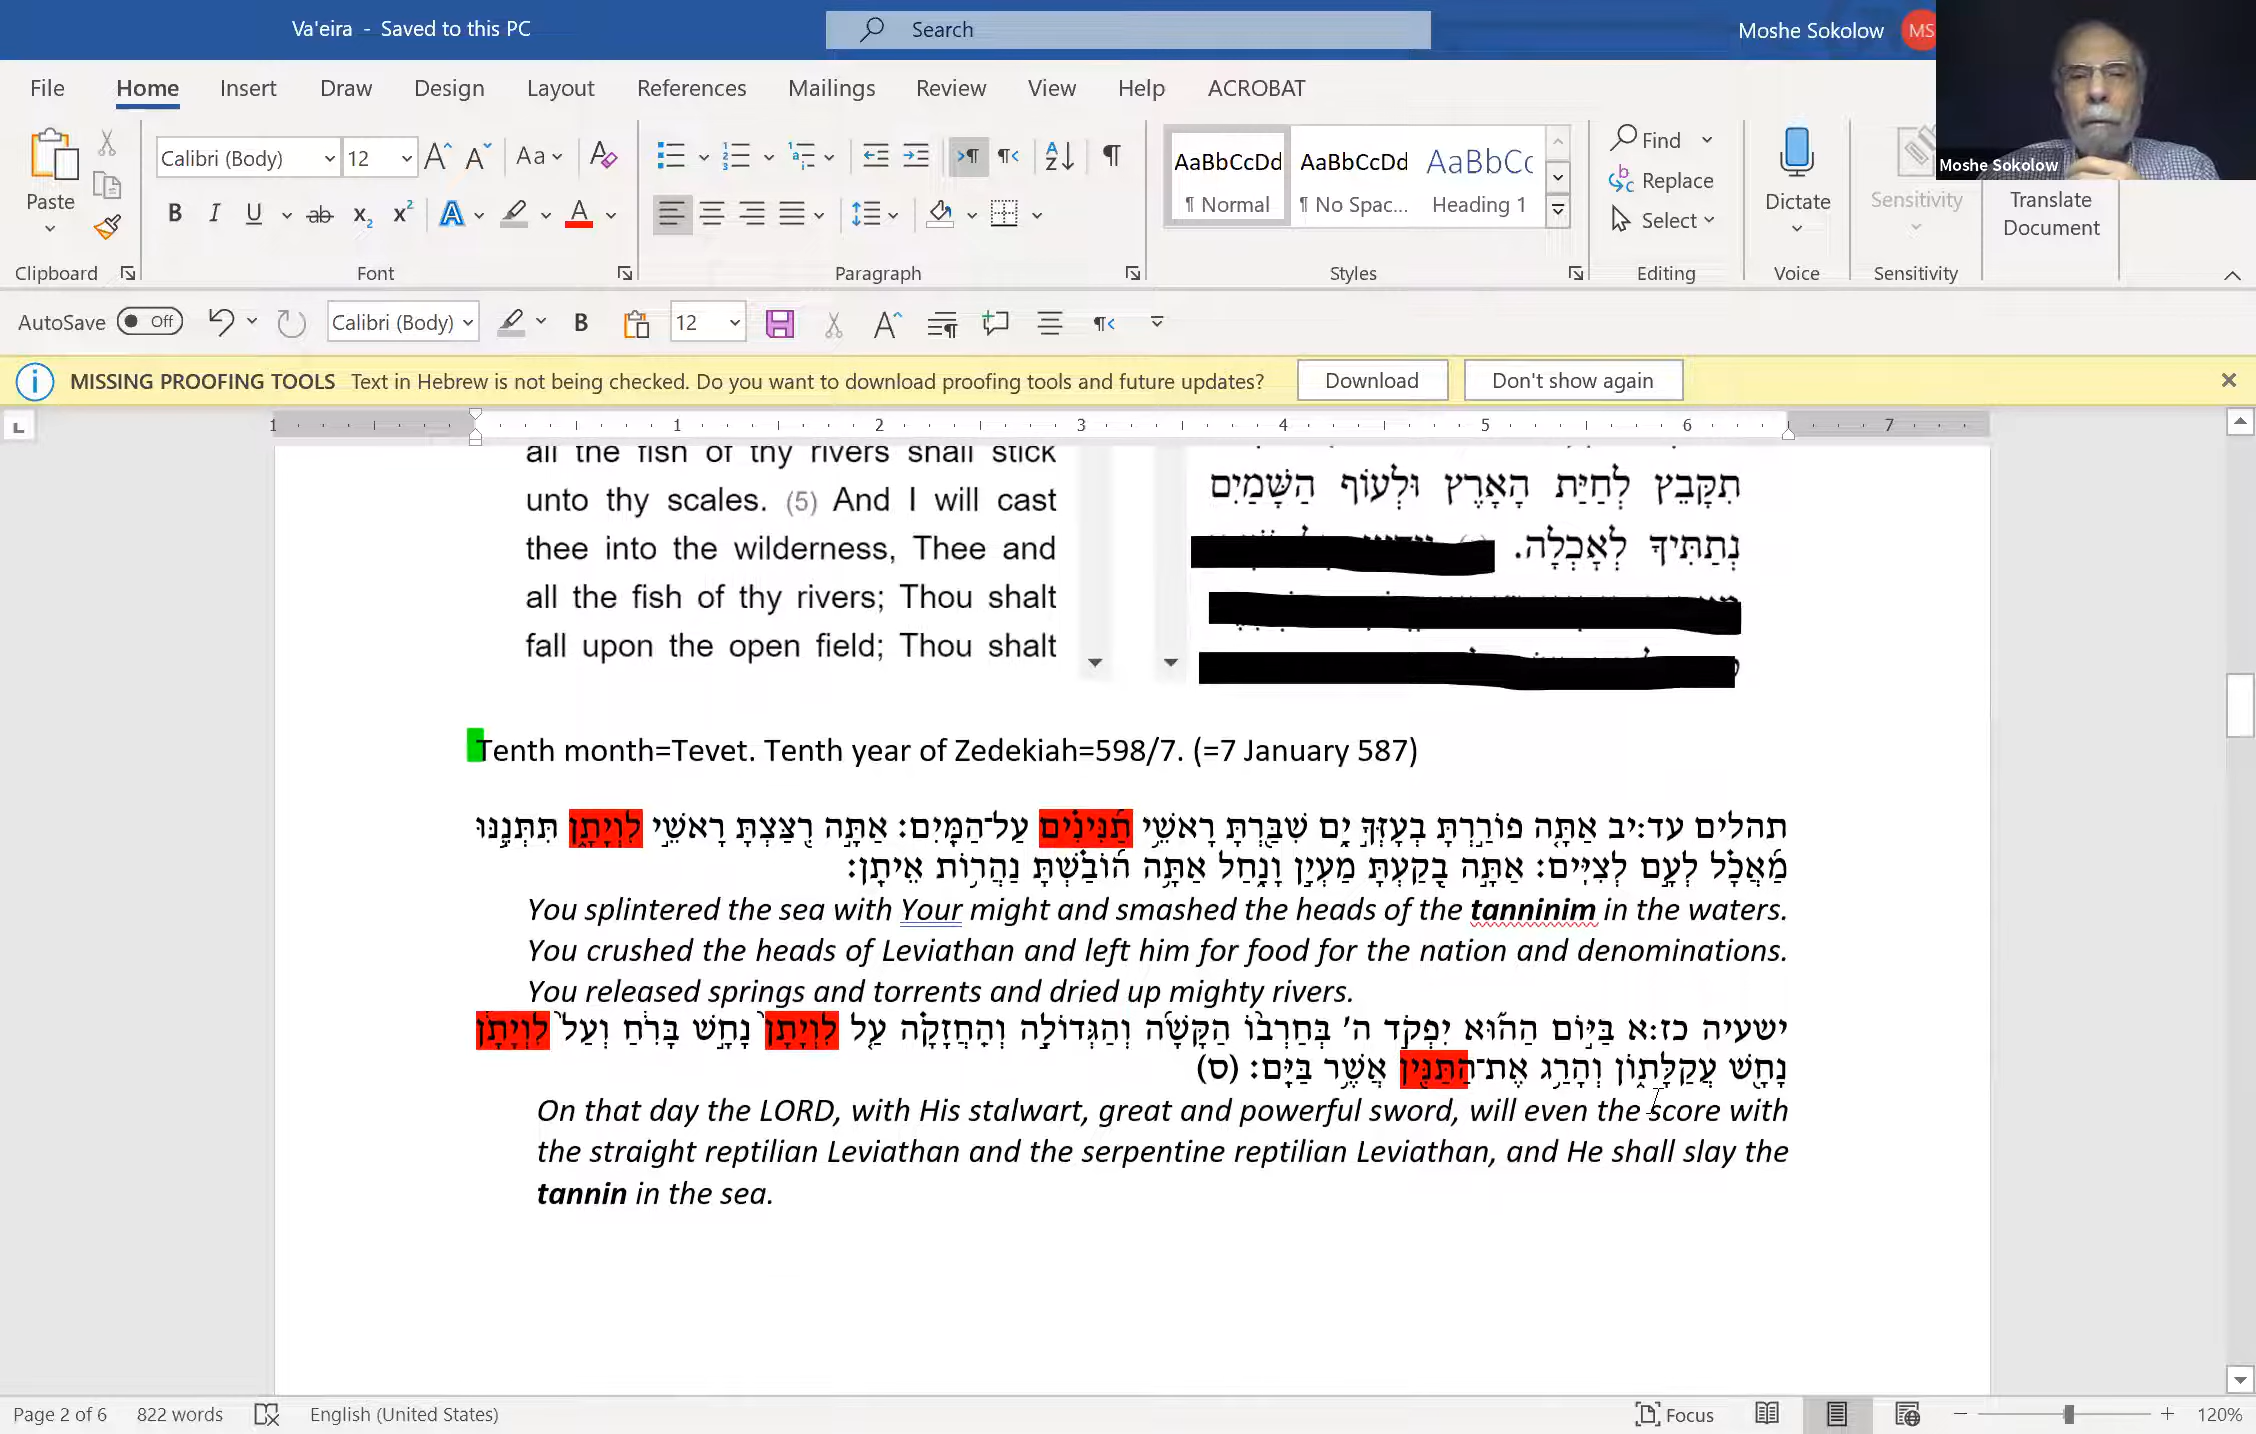 Va'eira - Saved to this PC
Search
Moshe Sokolow
MS
File Home Insert Draw Design Layout References Mailings Review View Help ACROBAT
Moshe Sokolow
Paste
Calibri (Body) 12
AaBbCcDd AaBbCcDd AaBbCc
¶ Normal ¶ No Spac... Heading 1
Find
Replace
Select
Dictate
Sensitivity
Translate Document
Clipboard Font Paragraph Styles Editing Voice Sensitivity
AutoSave Off Calibri (Body) B 12
MISSING PROOFING TOOLS Text in Hebrew is not being checked. Do you want to download proofing tools and future updates? Download Don't show again
1 1 2 3 4 5 6 7
all the fish of thy rivers shall stick
unto thy scales. (5) And I will cast
thee into the wilderness, Thee and
all the fish of thy rivers; Thou shalt
fall upon the open field; Thou shalt
תִקָּבֵץ לְחַיַּת הָאָרֶץ וּלְעוֹף הַשָּׁמַיִם
נְתַתִּיךָ לְאָכְלָה.
Tenth month=Tevet. Tenth year of Zedekiah=598/7. (=7 January 587)
תהלים עד:יב אַתָּ֤ה פוֹרַ֣רְתָּ בְעָזְּךָ֣ יָ֑ם שִׁבַּ֖רְתָּ רָאשֵׁ֥י תַ֝נִּינִ֗ים עַל־הַמָּֽיִם: אַתָּ֣ה רִ֭צַּצְתָּ רָאשֵׁ֣י לִוְיָתָ֑ן תִּתְּנֶ֥נּוּ
מַ֝אֲכָ֗ל לְעָ֣ם לְצִיִּֽים: אַתָּ֣ה בָ֭קַעְתָּ מַעְיָ֣ן וָנָ֑חַל אַתָּ֥ה ה֝וֹבַ֗שְׁתָּ נַהֲר֥וֹת אֵיתָֽן:
You splintered the sea with Your might and smashed the heads of the tanninim in the waters.
You crushed the heads of Leviathan and left him for food for the nation and denominations.
You released springs and torrents and dried up mighty rivers.
ישעיה כז:א בַּיּ֣וֹם הַה֡וּא יִפְקֹ֣ד ה' בְּחַרְבוֹ֩ הַקָּשָׁ֨ה וְהַגְּדוֹלָ֜ה וְהַֽחֲזָקָ֗ה עַ֤ל לִוְיָתָן֙ נָחָ֣שׁ בָּרִ֔חַ וְעַל֙ לִוְיָתָ֔ן
נָחָ֖שׁ עֲקַלָּת֑וֹן וְהָרַ֥ג אֶת־הַתַּנִּ֖ין אֲשֶׁ֥ר בַּיָּֽם: (ס)
On that day the LORD, with His stalwart, great and powerful sword, will even the score with
the straight reptilian Leviathan and the serpentine reptilian Leviathan, and He shall slay the
tannin in the sea.
Page 2 of 6 822 words English (United States) Focus 120%